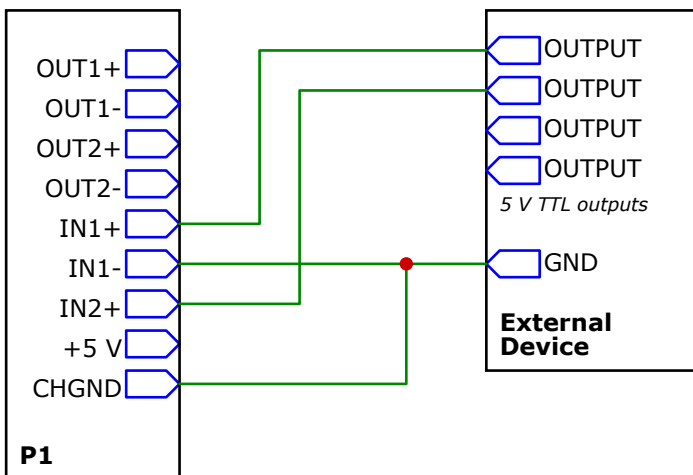 OUT1+
OUT1-
OUT2+
OUT2-
IN1+
IN1-
IN2+
+5 V
CHGND
P1
OUTPUT
OUTPUT
OUTPUT
OUTPUT
5 V TTL outputs
GND
External
Device